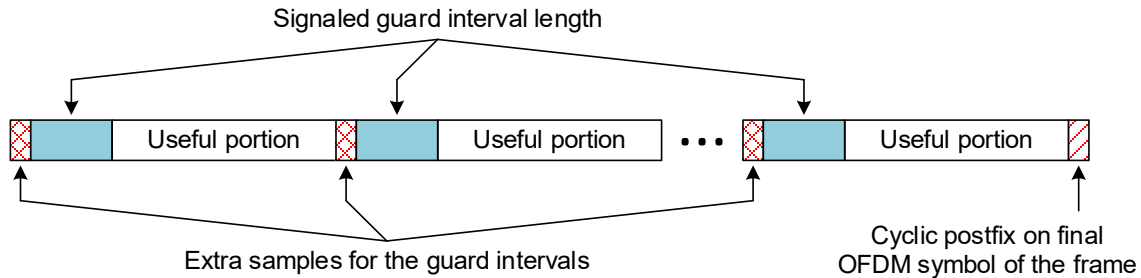 Signaled guard interval length
Useful portion Useful portion ••• Useful portion
Extra samples for the guard intervals
Cyclic postfix on final
OFDM symbol of the frame